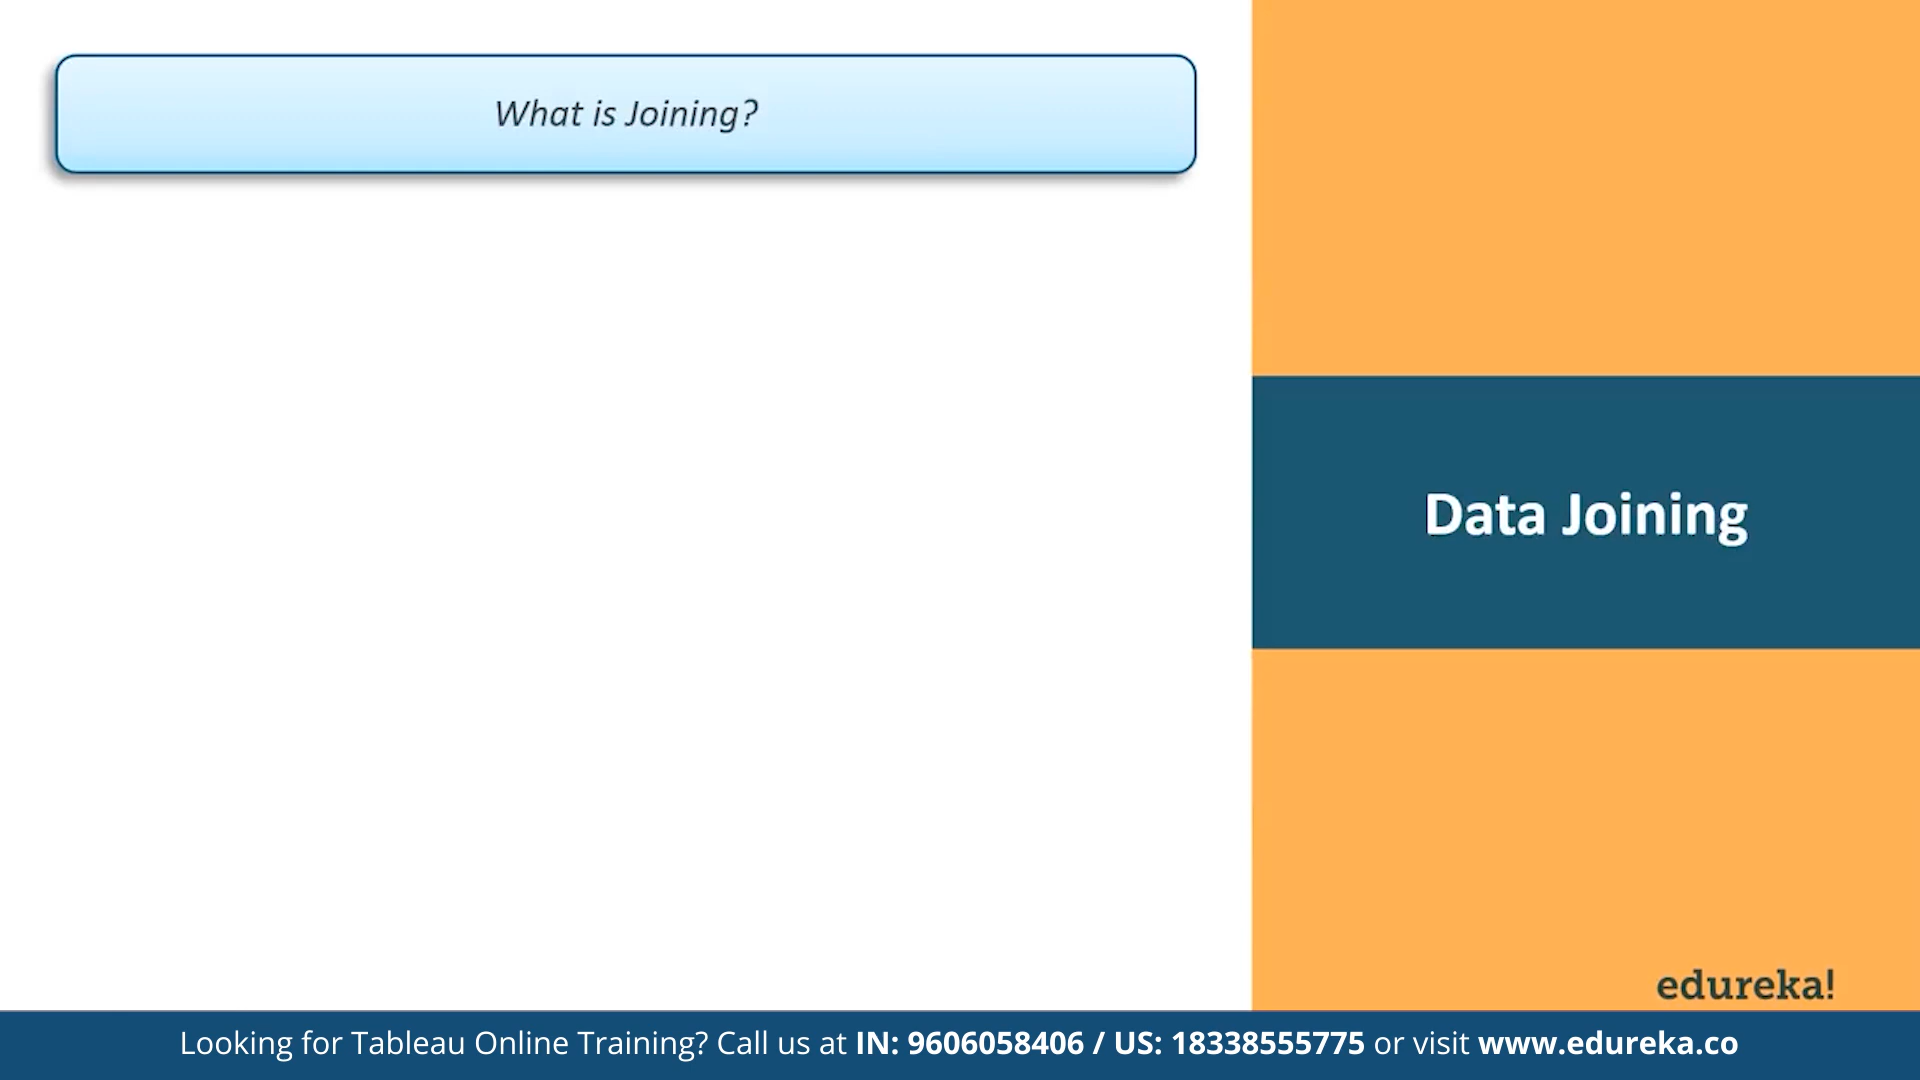 What is Joining?
Data Joining
edureka!
Looking for Tableau Online Training? Call us at IN: 9606058406 / US: 18338555775 or visit www.edureka.co